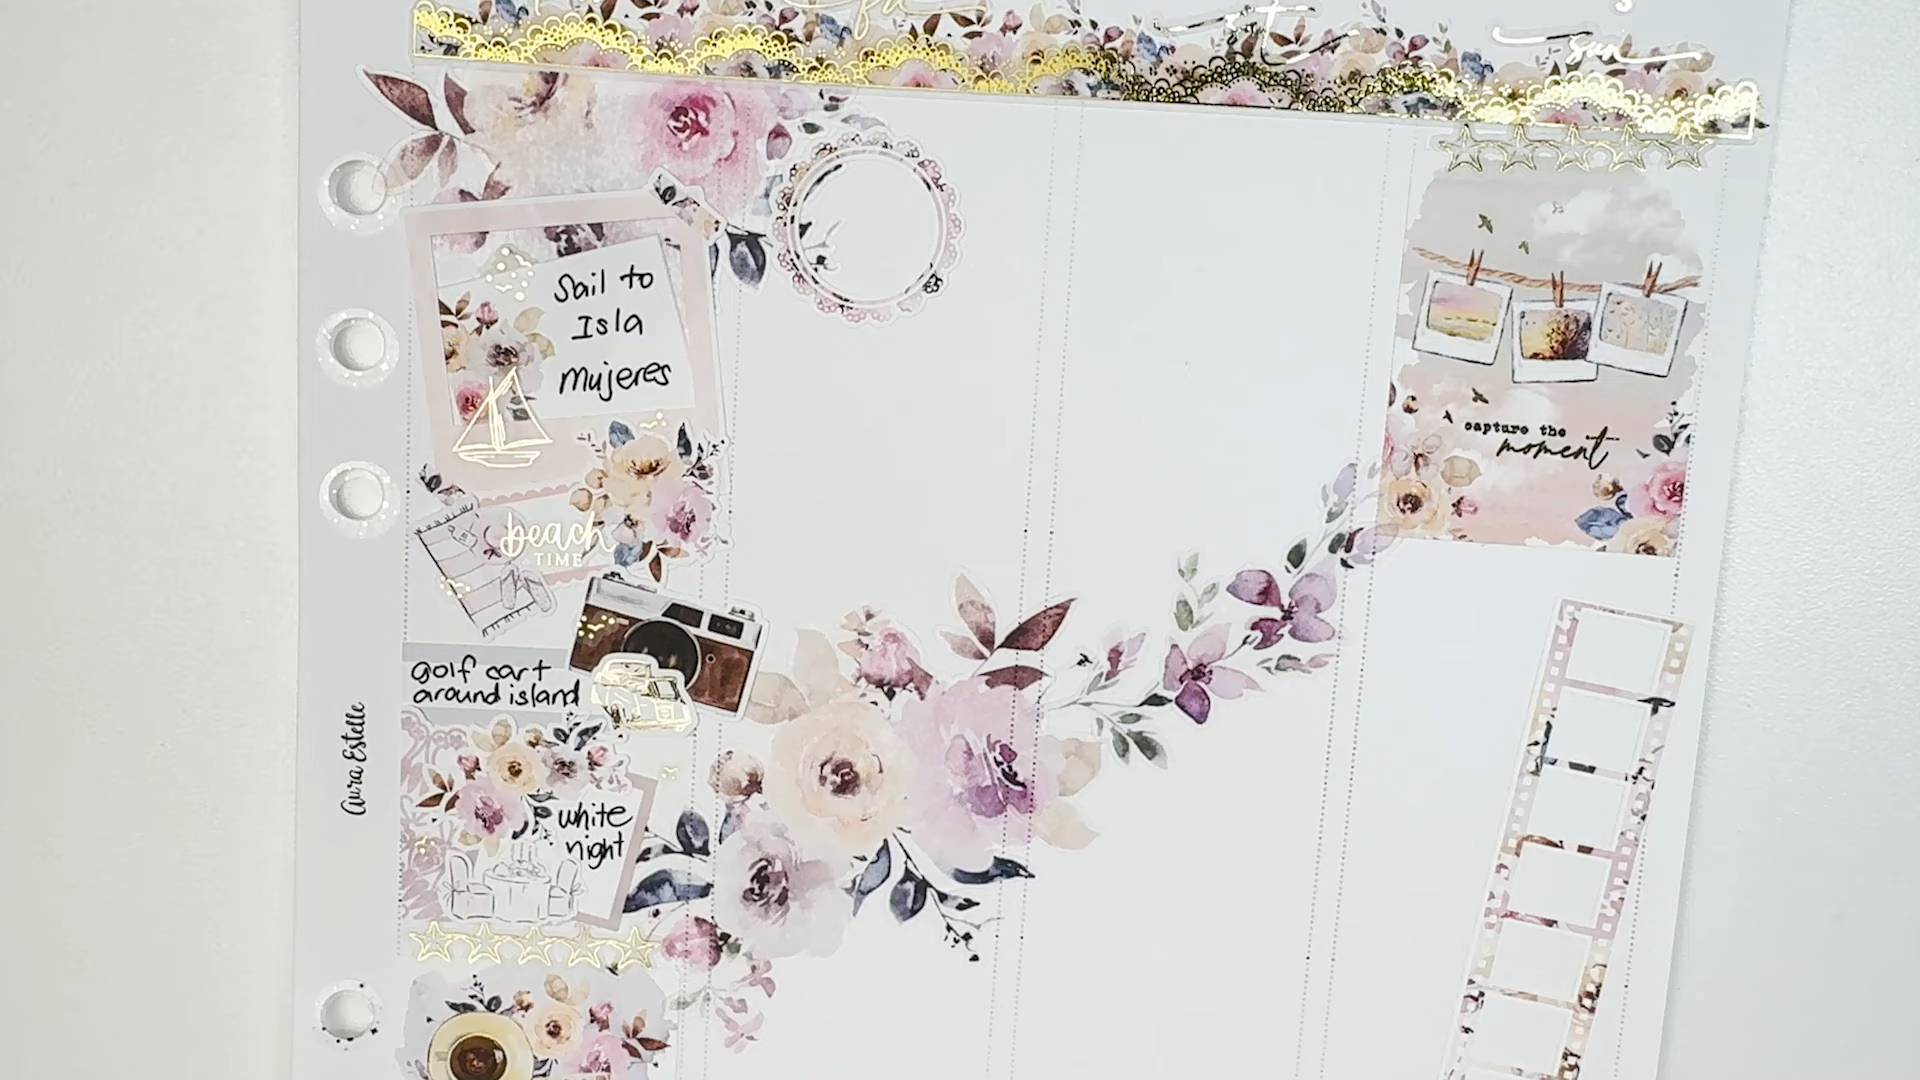 sun
Sail to
Isla
Mujeres
capture the
moment
beach
TIME
golf cart
around island
white
night
Aura Estelle